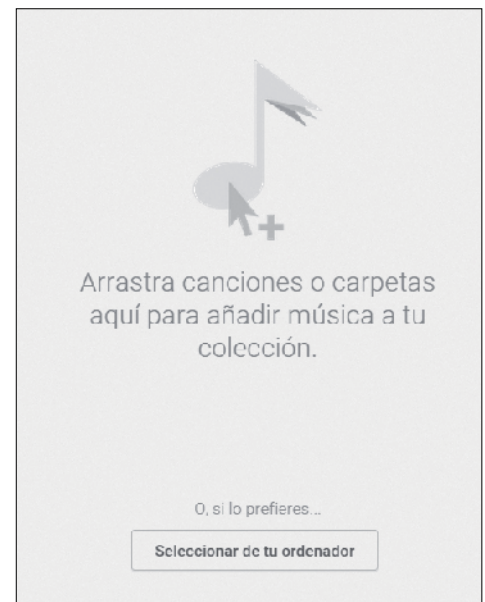 Arrastra canciones o carpetas
aquí para añadir música a tu
colección.
O, si lo prefieres...
Seleccionar de tu ordenador